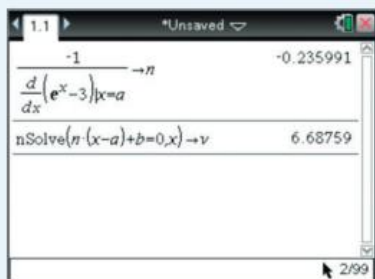 1.1 *Unsaved
-1
d/dx(e^x-3)|x=a →n -0.235991
nSolve(n·(x-a)+b=0,x)→v 6.68759
2/99